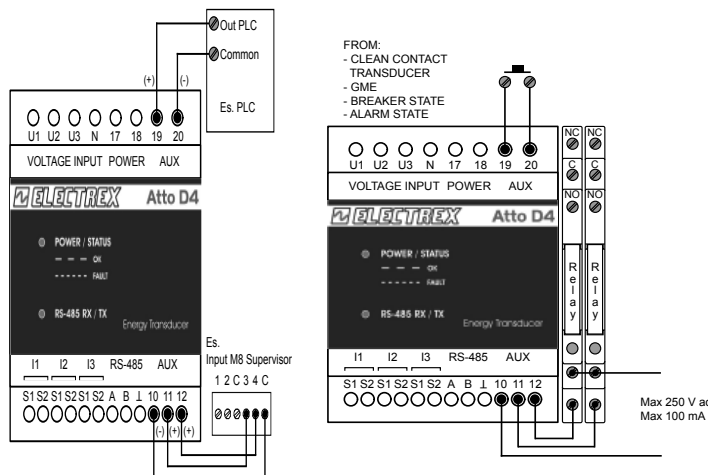 Out PLC
Common
(+) (-)
Es. PLC
U1 U2 U3 N 17 18 19 20
VOLTAGE INPUT POWER AUX
ELECTREX Atto D4
POWER / STATUS
— — — OK
- - - - - - FAULT
RS-485 RX / TX
Energy Transducer
I1 I2 I3 RS-485 AUX
S1 S2 S1 S2 S1 S2 A B ⊥ 10 11 12
(-) (+) (+)
Es.
Input M8 Supervisor
1 2 C 3 4 C
FROM:
- CLEAN CONTACT
TRANSDUCER
- GME
- BREAKER STATE
- ALARM STATE
U1 U2 U3 N 17 18 19 20
VOLTAGE INPUT POWER AUX
ELECTREX Atto D4
POWER / STATUS
— — — OK
- - - - - - FAULT
RS-485 RX / TX
Energy Transducer
I1 I2 I3 RS-485 AUX
S1 S2 S1 S2 S1 S2 A B ⊥ 10 11 12
NC NC
C C
NO NO
Relay Relay
Max 250 V ac
Max 100 mA